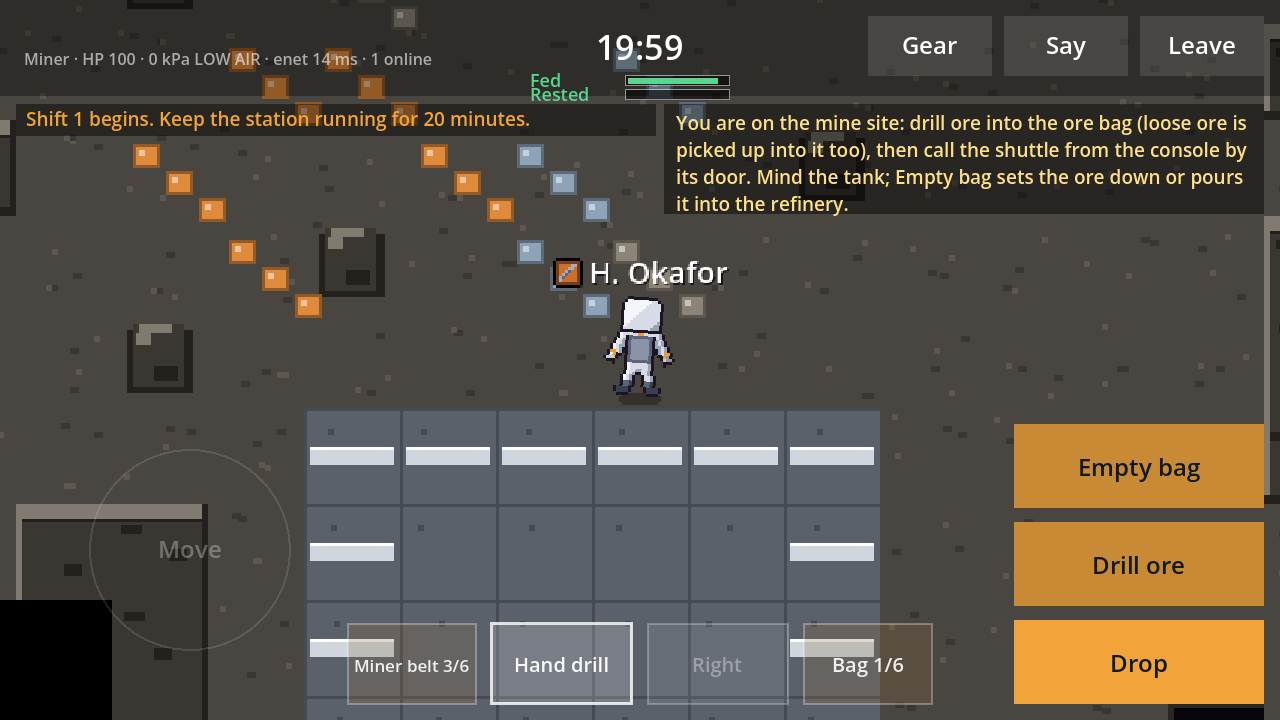 Miner · HP 100 · 0 kPa LOW AIR · enet 14 ms · 1 online
19:59
Fed
Rested
Gear
Say
Leave
Shift 1 begins. Keep the station running for 20 minutes.
You are on the mine site: drill ore into the ore bag (loose ore is
picked up into it too), then call the shuttle from the console by
its door. Mind the tank; Empty bag sets the ore down or pours
it into the refinery.
H. Okafor
Empty bag
Move
Drill ore
Miner belt 3/6
Hand drill
Right
Bag 1/6
Drop